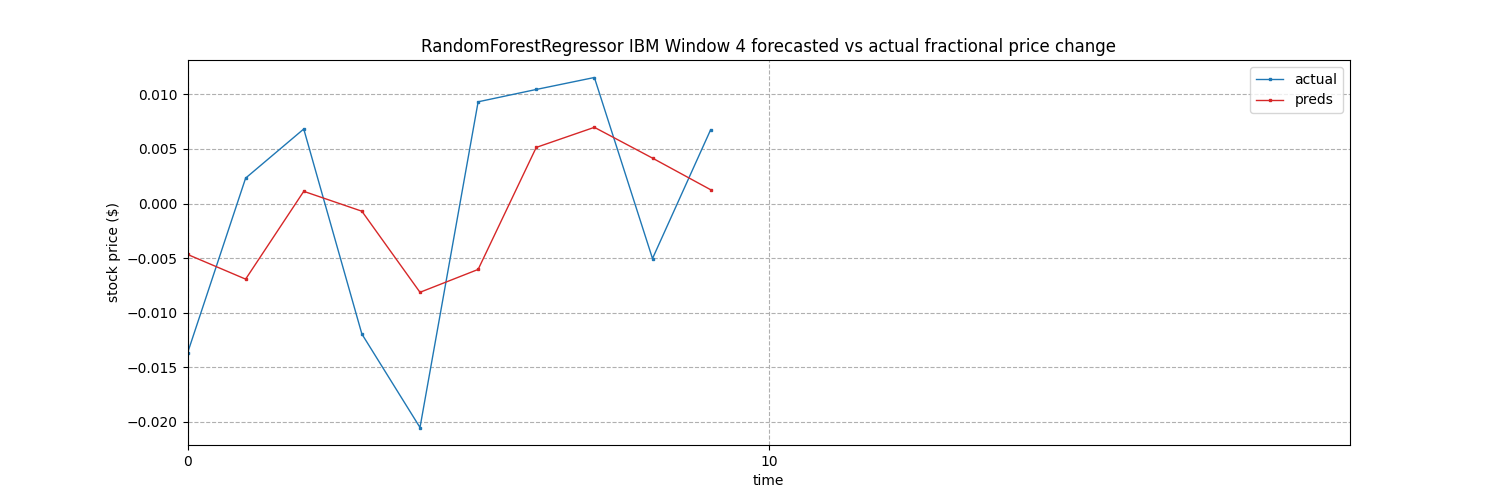 RandomForestRegressor IBM Window 4 forecasted vs actual fractional price change
actual
preds
0.010
0.005
0.000
−0.005
−0.010
−0.015
−0.020
stock price ($)
0
10
time